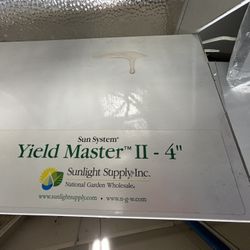 Sun System®
Yield Master™ II - 4"
Sunlight Supply, Inc.
National Garden Wholesale®
www.sunlightsupply.com • www.n-g-w.com